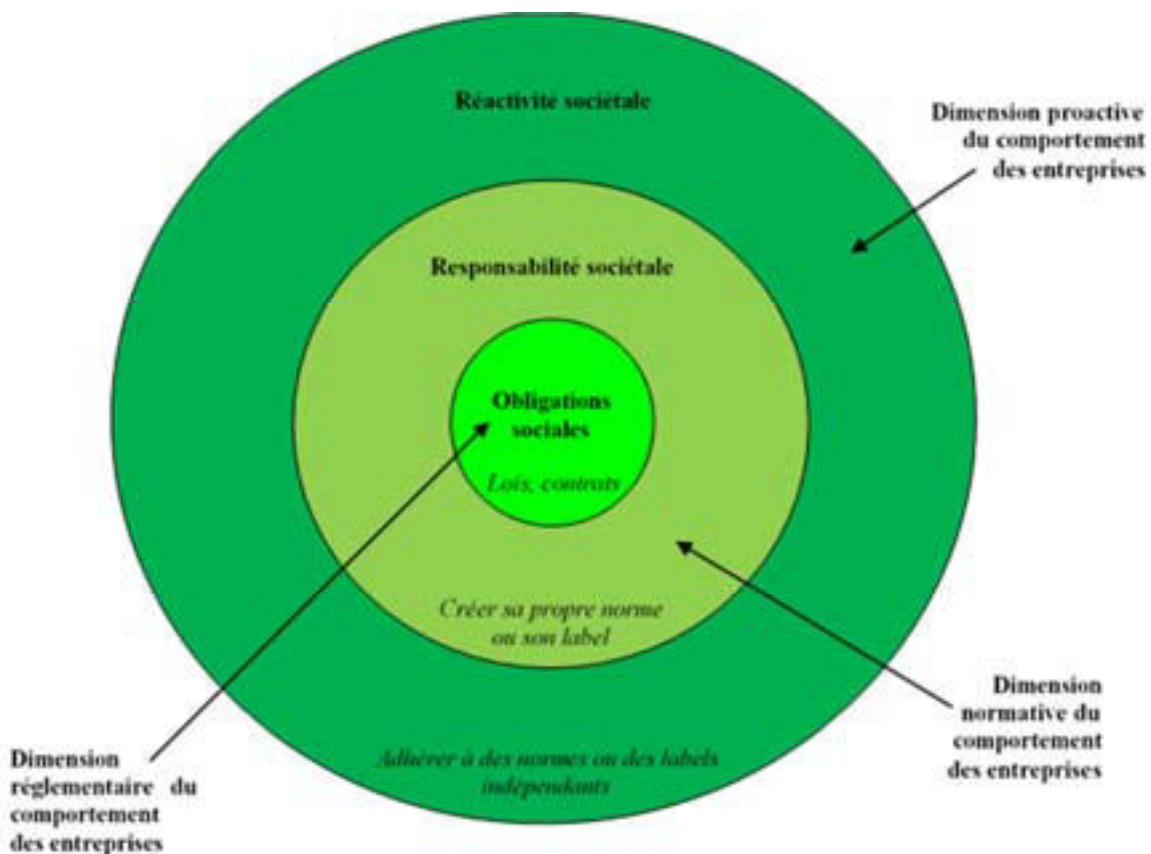 Réactivité sociétale
Dimension proactive
du comportement
des entreprises
Responsabilité sociétale
Obligations
sociales
Lois, contrats
Créer sa propre norme
ou son label
Dimension
normative du
comportement
des entreprises
Adhérer à des normes ou des labels
indépendants
Dimension
réglementaire du
comportement
des entreprises